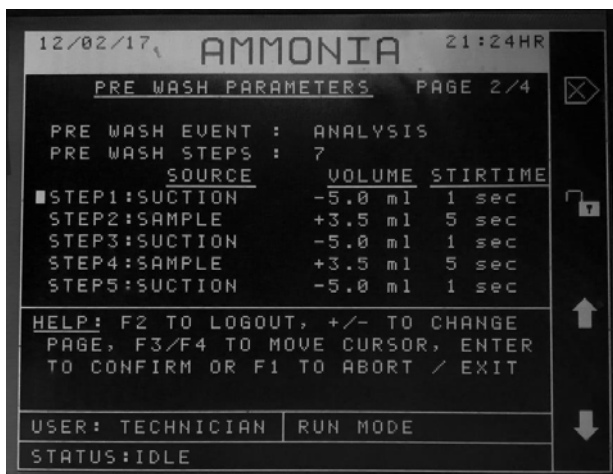 12/02/17 AMMONIA 21:24HR
PRE WASH PARAMETERS PAGE 2/4
PRE WASH EVENT : ANALYSIS
PRE WASH STEPS : 7
SOURCE VOLUME STIRTIME
STEP1:SUCTION -5.0 ml 1 sec
STEP2:SAMPLE +3.5 ml 5 sec
STEP3:SUCTION -5.0 ml 1 sec
STEP4:SAMPLE +3.5 ml 5 sec
STEP5:SUCTION -5.0 ml 1 sec
HELP: F2 TO LOGOUT, +/- TO CHANGE
PAGE, F3/F4 TO MOVE CURSOR, ENTER
TO CONFIRM OR F1 TO ABORT / EXIT
USER: TECHNICIAN RUN MODE
STATUS:IDLE